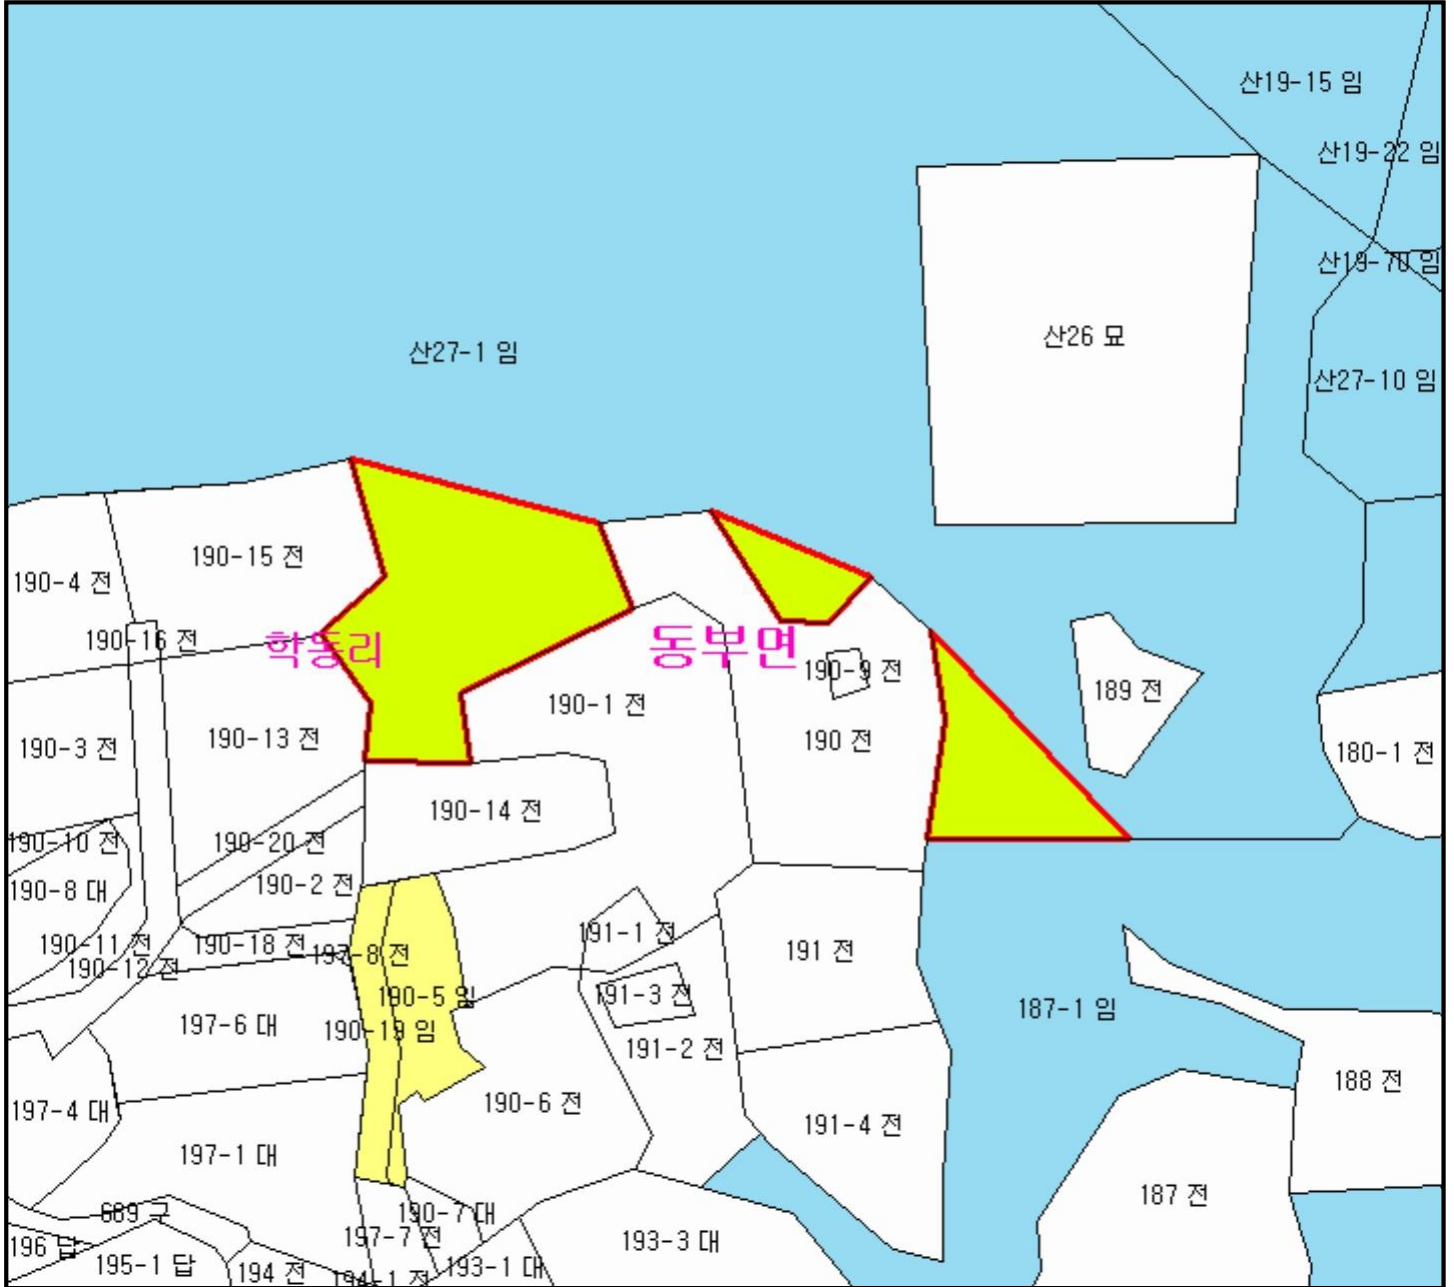 산19-15 임
산19-22 임
산19-70 임
산26 묘
산27-1 임
산27-10 임
190-15 전
190-4 전
190-16 전
학동리
동부면
190-9 전
189 전
190-1 전
190-3 전
190-13 전
190 전
180-1 전
190-14 전
190-10 전
190-20 전
190-8 대
190-2 전
191-1 전
190-11 전
190-18 전
197-8 전
191 전
190-12 전
190-5 임
191-3 전
187-1 임
197-6 대
190-19 임
191-2 전
188 전
197-4 대
190-6 전
191-4 전
197-1 대
187 전
689 구
190-7 대
196 답
197-7 전
193-3 대
195-1 답
194 전
194-1 전
193-1 대